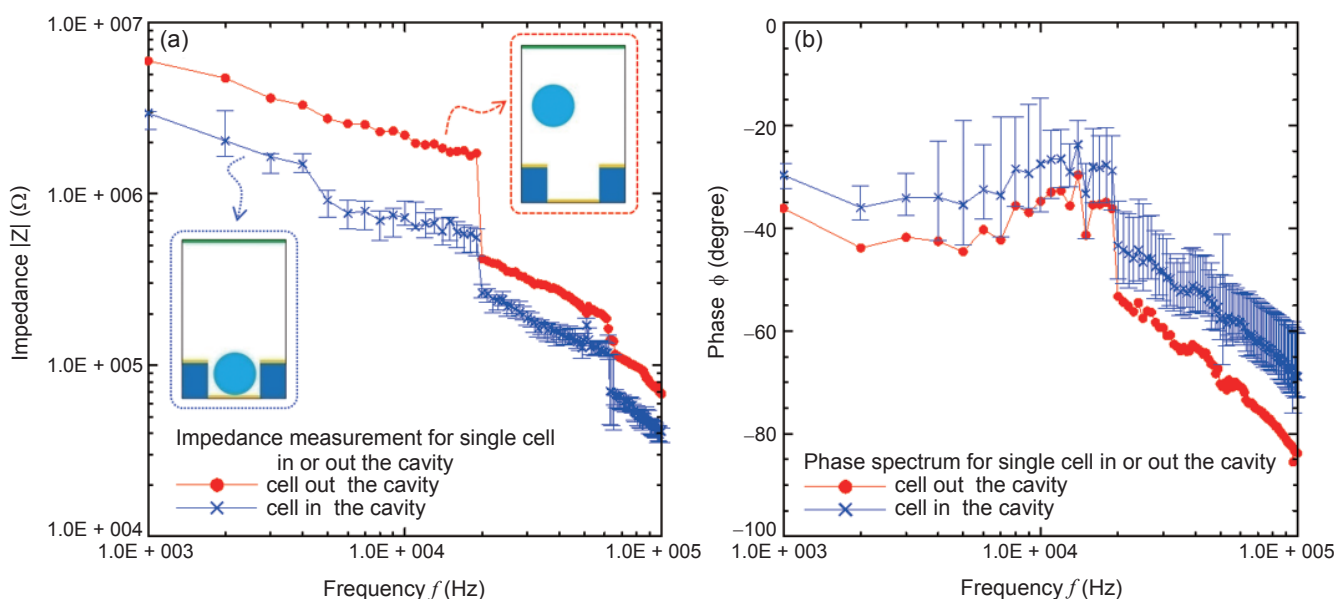 (a)
1.0E + 007
1.0E + 006
1.0E + 005
1.0E + 004
Impedance |Z| (Ω)
Impedance measurement for single cell
in or out the cavity
cell out the cavity
cell in the cavity
1.0E + 003
1.0E + 004
1.0E + 005
Frequency f (Hz)
(b)
0
−20
−40
−60
−80
−100
Phase ϕ (degree)
Phase spectrum for single cell in or out the cavity
cell out the cavity
cell in the cavity
1.0E + 003
1.0E + 004
1.0E + 005
Frequency f (Hz)